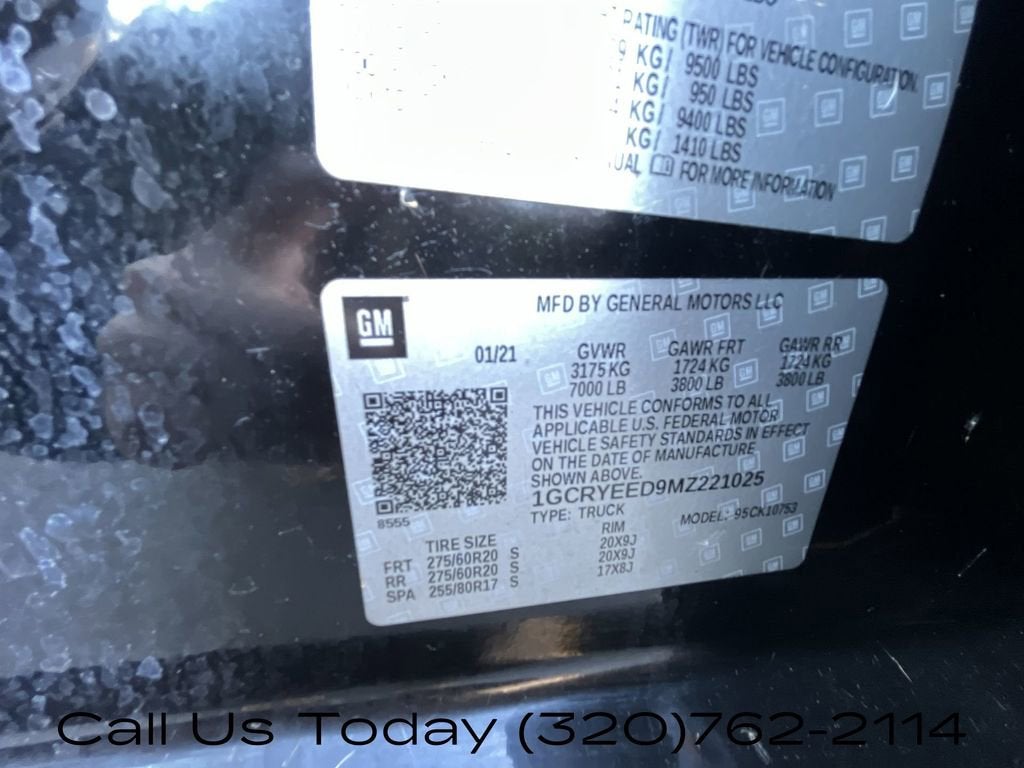 RATING (TWR) FOR VEHICLE CONFIGURATION.
KG/ 9500 LBS
KG/ 950 LBS
KG/ 9400 LBS
KG/ 1410 LBS
FOR MORE INFORMATION
GM
MFD BY GENERAL MOTORS LLC
01/21
GVWR GAWR FRT GAWR RR
3175 KG 1724 KG 1724 KG
7000 LB 3800 LB 3800 LB
THIS VEHICLE CONFORMS TO ALL
APPLICABLE U.S. FEDERAL MOTOR
VEHICLE SAFETY STANDARDS IN EFFECT
ON THE DATE OF MANUFACTURE
SHOWN ABOVE.
1GCRYEED9MZ221025
TYPE: TRUCK MODEL: 95CK10753
8555
TIRE SIZE RIM
FRT 275/60R20 S 20X9J
RR 275/60R20 S 20X9J
SPA 255/80R17 S 17X8J
Call Us Today (320)762-2114